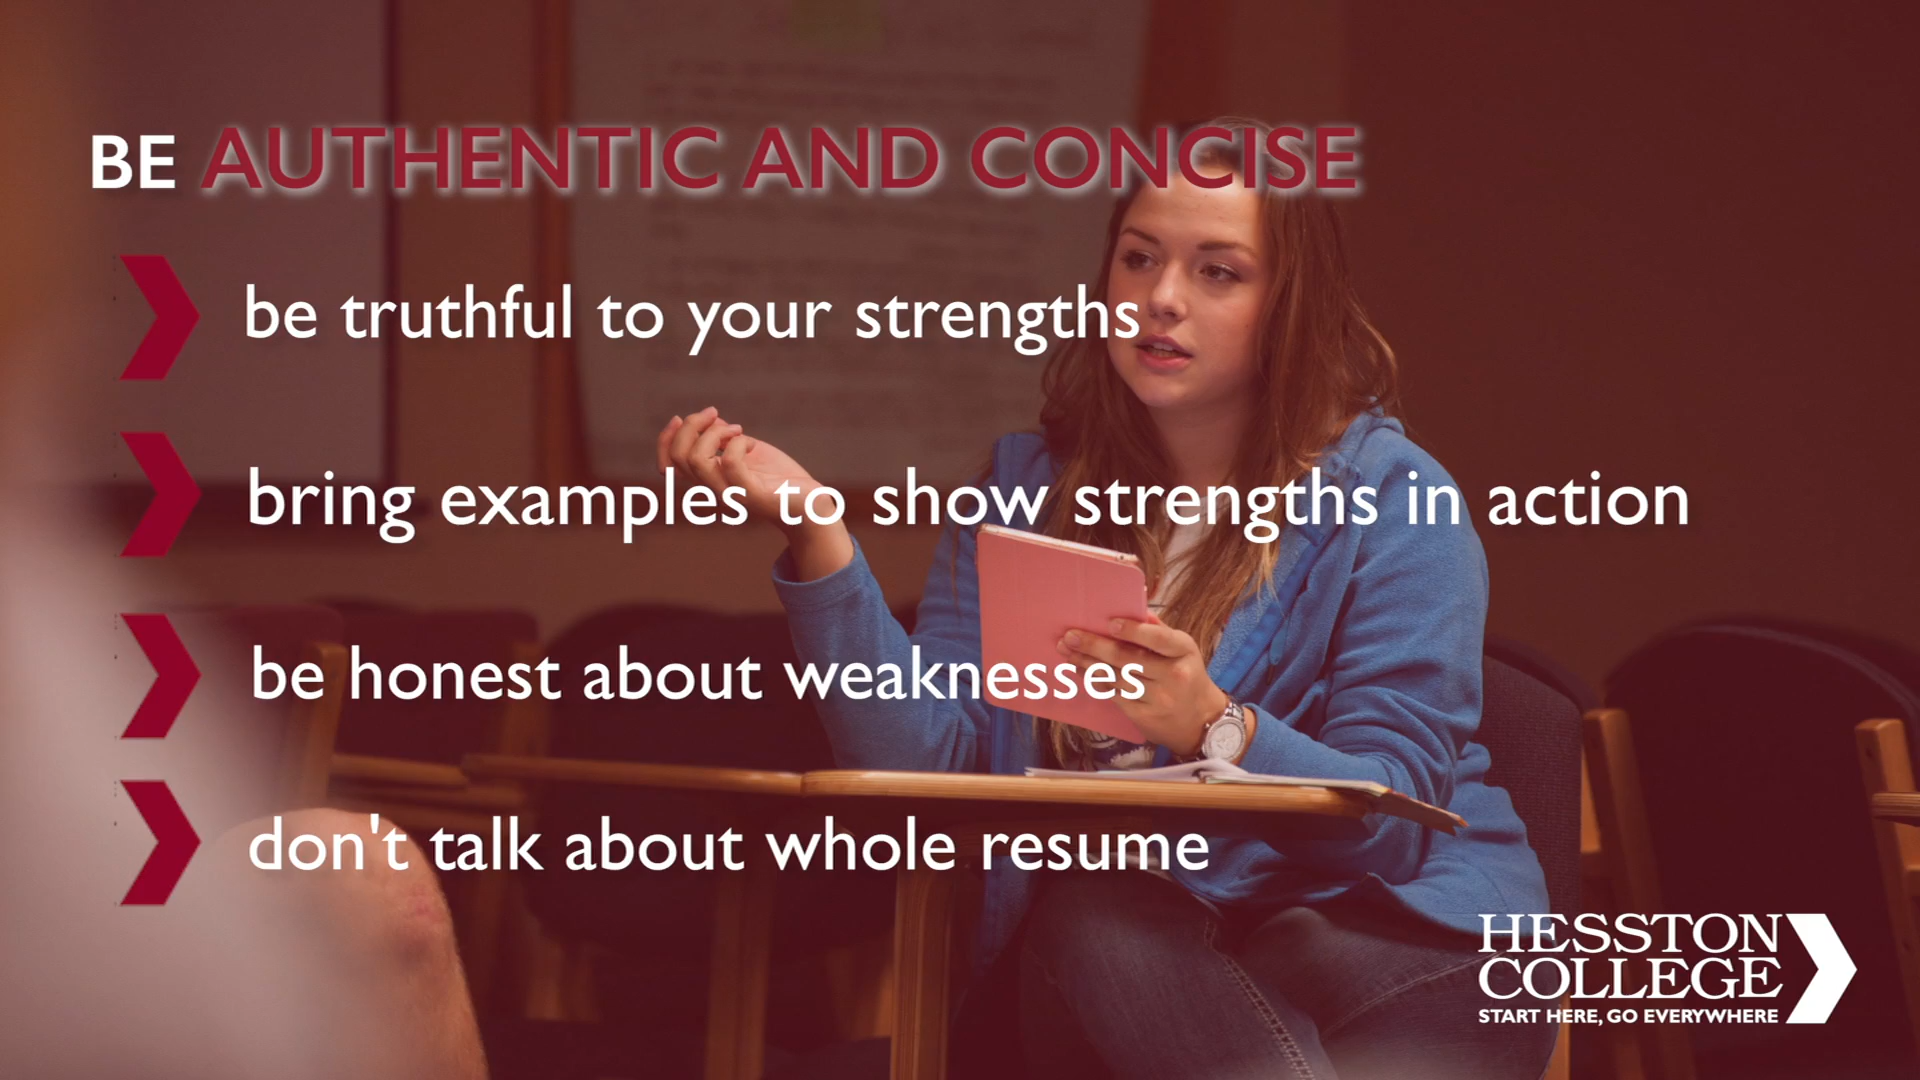 BE AUTHENTIC AND CONCISE
be truthful to your strengths
bring examples to show strengths in action
be honest about weaknesses
don't talk about whole resume
HESSTON
COLLEGE
START HERE, GO EVERYWHERE